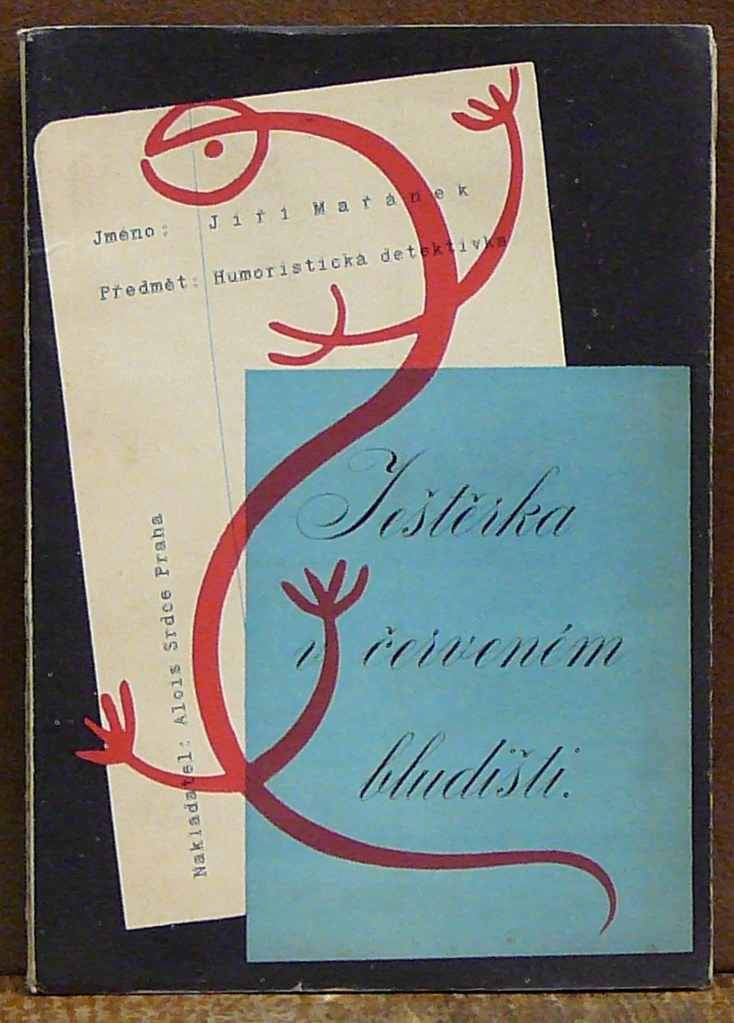 Jméno: Jiří Mařánek
Předmět: Humoristická detektivka
Ještěrka
v červeném
bludišti.
Nakladatel: Alois Srdce Praha